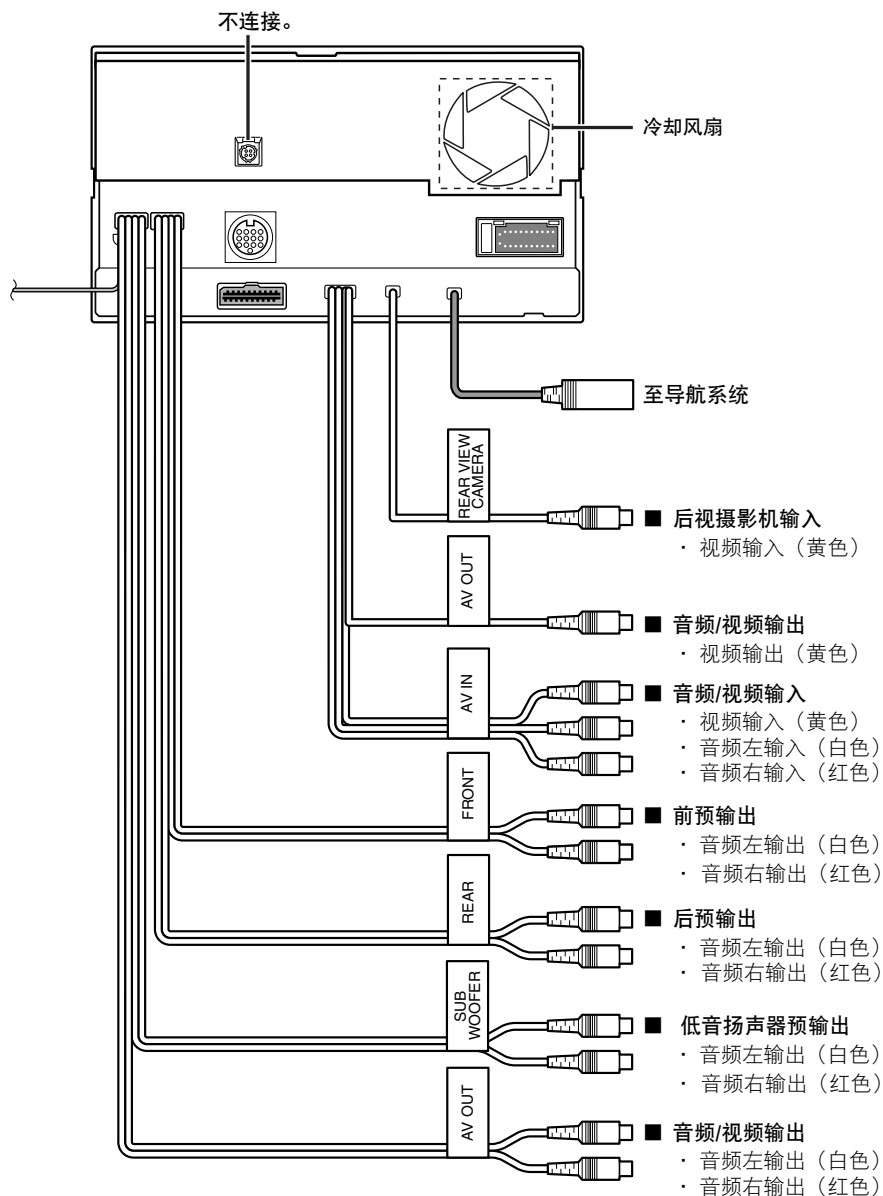 不连接。
冷却风扇
至导航系统
REAR VIEW
CAMERA
■ 后视摄影机输入
· 视频输入（黄色）
AV OUT
■ 音频/视频输出
· 视频输出（黄色）
AV IN
■ 音频/视频输入
· 视频输入（黄色）
· 音频左输入（白色）
· 音频右输入（红色）
FRONT
■ 前预输出
· 音频左输出（白色）
· 音频右输出（红色）
REAR
■ 后预输出
· 音频左输出（白色）
· 音频右输出（红色）
SUB
WOOFER
■ 低音扬声器预输出
· 音频左输出（白色）
· 音频右输出（红色）
AV OUT
■ 音频/视频输出
· 音频左输出（白色）
· 音频右输出（红色）